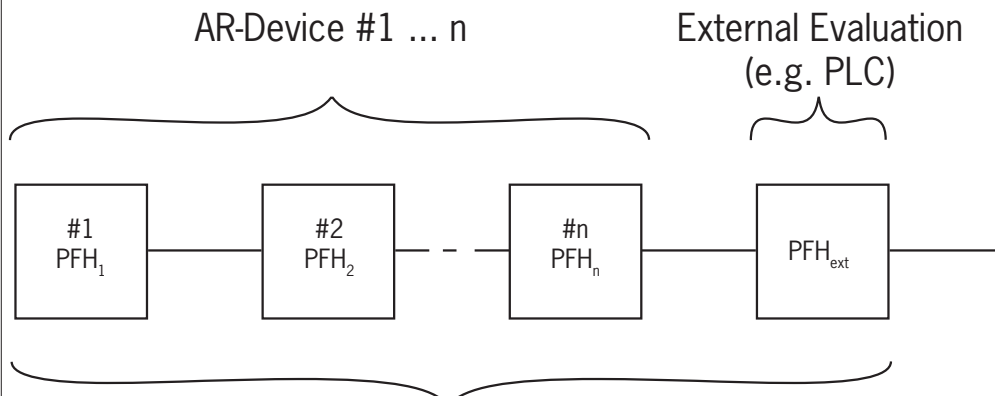 AR-Device #1 ... n
External Evaluation
(e.g. PLC)
#1
PFH₁
#2
PFH₂
#n
PFHₙ
PFHₑₓₜ